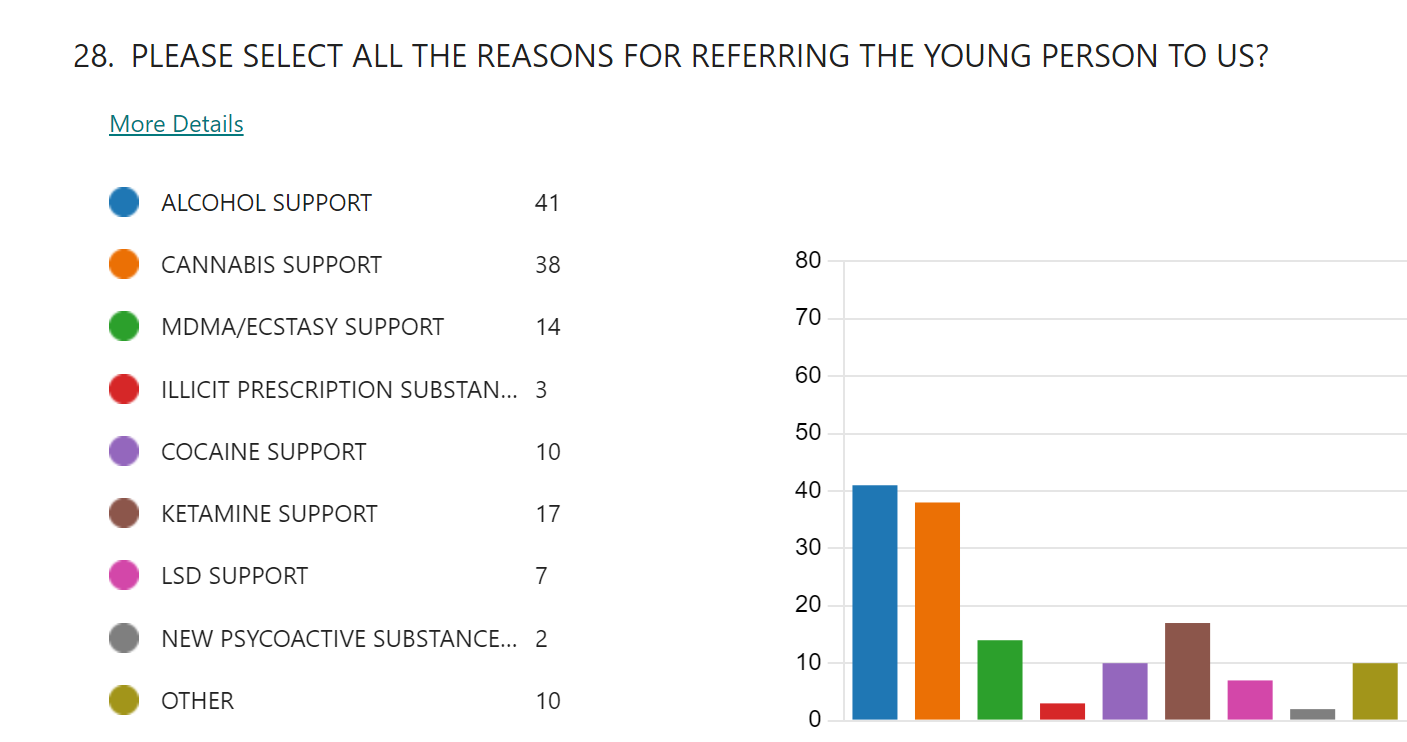 28. PLEASE SELECT ALL THE REASONS FOR REFERRING THE YOUNG PERSON TO US?
More Details
ALCOHOL SUPPORT 41
CANNABIS SUPPORT 38
MDMA/ECSTASY SUPPORT 14
ILLICIT PRESCRIPTION SUBSTAN... 3
COCAINE SUPPORT 10
KETAMINE SUPPORT 17
LSD SUPPORT 7
NEW PSYCOACTIVE SUBSTANCE... 2
OTHER 10
80
70
60
50
40
30
20
10
0